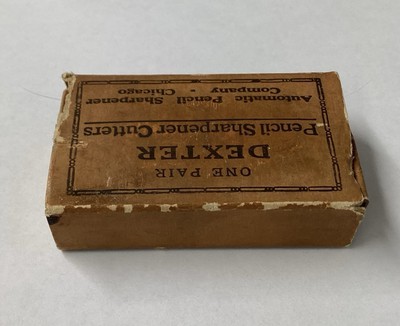 ONE PAIR
DEXTER
Pencil Sharpener Cutters
Automatic Pencil Sharpener
Company - Chicago